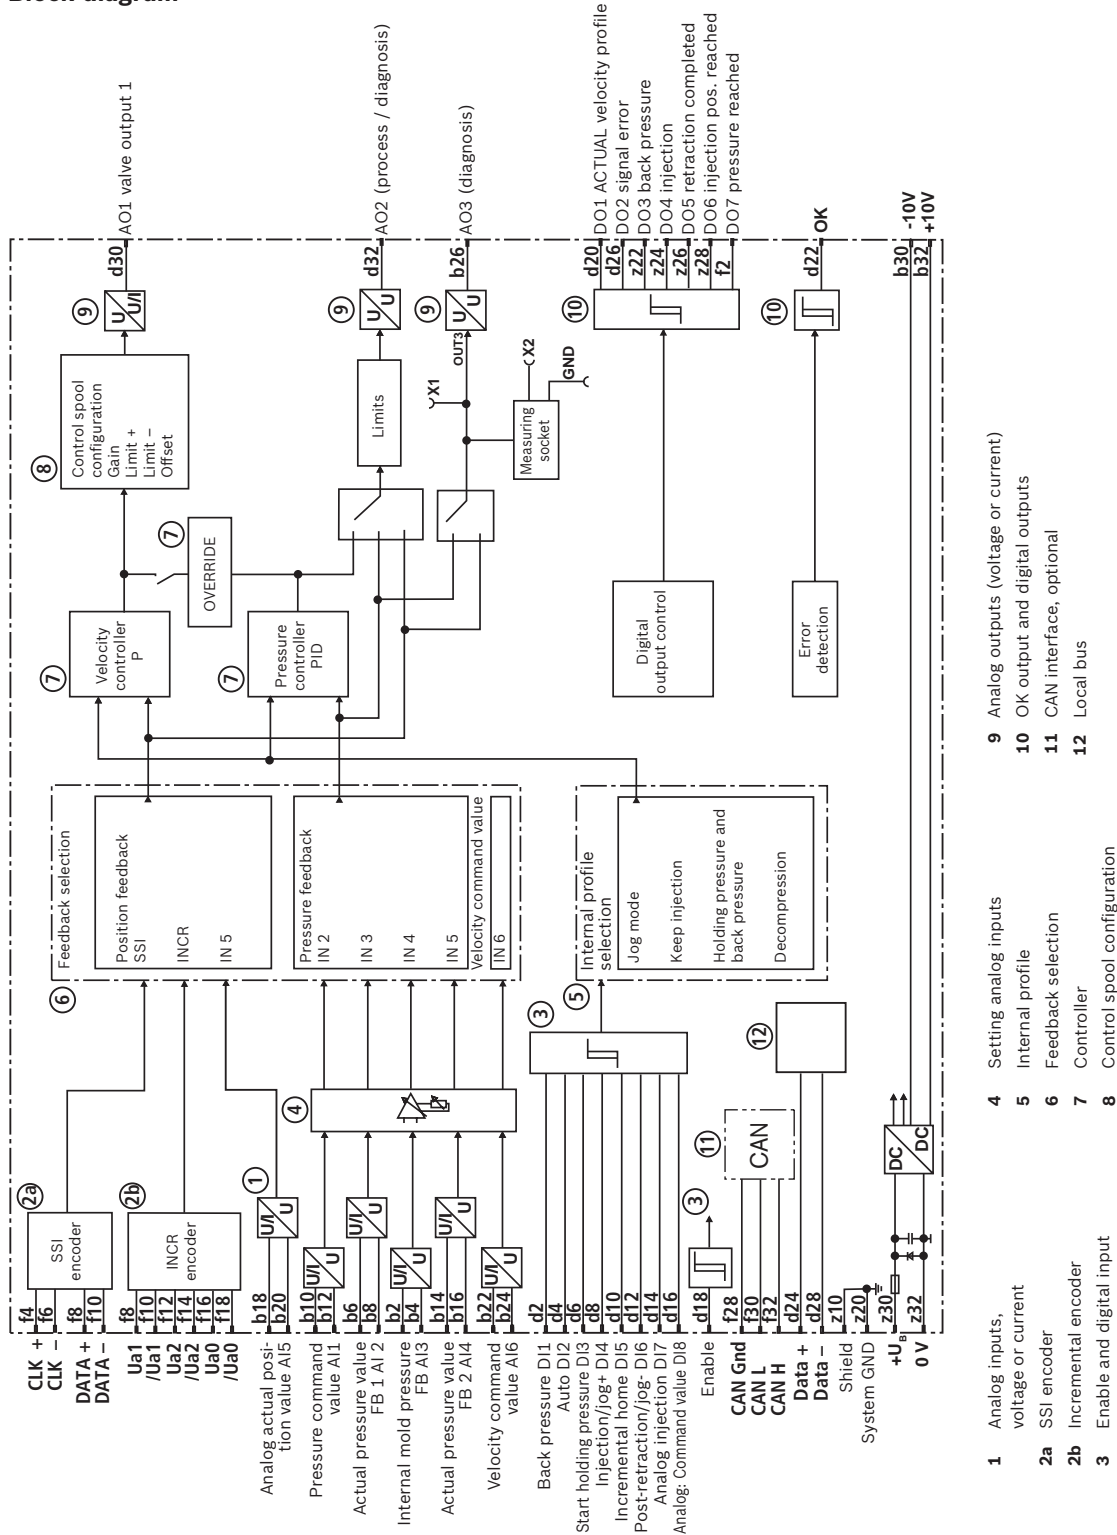 Block diagram
CLK +
CLK –
DATA +
DATA –
f4
f6
f8
f10
SSI
encoder
2a
Ua1
/Ua1
Ua2
/Ua2
Ua0
/Ua0
f8
f10
f12
f14
f16
f18
INCR
encoder
2b
Analog actual posi-
tion value AI5
b18
b20
U/I
U
1
Pressure command
value AI1
b10
b12
U/I
U
Actual pressure value
FB 1 AI 2
b6
b8
U/I
U
Internal mold pressure
FB AI3
b2
b4
U/I
U
Actual pressure value
FB 2 AI4
b14
b16
U/I
U
Velocity command
value AI6
b22
b24
U/I
U
4
Back pressure DI1
Auto DI2
Start holding pressure DI3
Injection/jog+ DI4
Incremental home DI5
Post-retraction/jog- DI6
Analog injection DI7
Analog: Command value DI8
d2
d4
d6
d8
d10
d12
d14
d16
3
Enable
d18
3
CAN Gnd
CAN L
CAN H
f28
f30
f32
CAN
11
Data +
Data –
d24
d28
12
Shield
System GND
z10
z20
+UB
0 V
z30
z32
DC
DC
6
Feedback selection
Position feedback
SSI
INCR
IN 5
Pressure feedback
IN 2
IN 3
IN 4
IN 5
Velocity command value
IN 6
5
Internal profile
selection
Jog mode
Keep injection
Holding pressure and
back pressure
Decompression
7
Velocity
controller
P
7
OVERRIDE
7
Pressure
controller
PID
8
Control spool
configuration
Gain
Limit +
Limit –
Offset
Limits
Measuring
socket
X1
X2
GND
OUT3
Digital
output control
Error
detection
9
U
U/I
d30
AO1 valve output 1
9
U
U
d32
AO2 (process / diagnosis)
9
U
U
b26
AO3 (diagnosis)
10
d20
d26
z22
z24
z26
z28
f2
DO1 ACTUAL velocity profile
DO2 signal error
DO3 back pressure
DO4 injection
DO5 retraction completed
DO6 injection pos. reached
DO7 pressure reached
10
d22
OK
b30
b32
-10V
+10V
1 Analog inputs,
voltage or current
2a SSI encoder
2b Incremental encoder
3 Enable and digital input
4 Setting analog inputs
5 Internal profile
6 Feedback selection
7 Controller
8 Control spool configuration
9 Analog outputs (voltage or current)
10 OK output and digital outputs
11 CAN interface, optional
12 Local bus